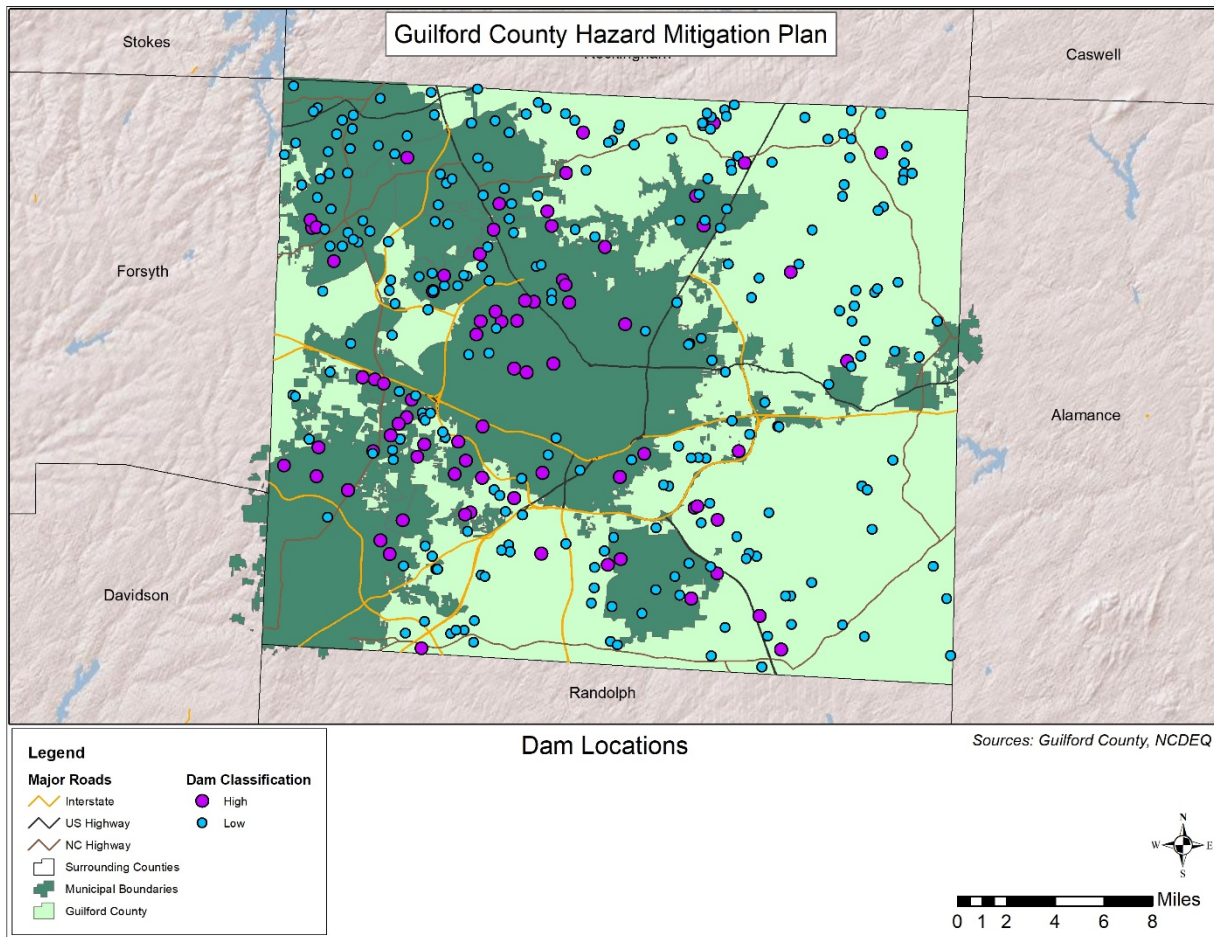 Guilford County Hazard Mitigation Plan
Stokes
Caswell
Forsyth
Alamance
Davidson
Randolph
Dam Locations
Sources: Guilford County, NCDEQ
Legend
Major Roads
Interstate
US Highway
NC Highway
Surrounding Counties
Municipal Boundaries
Guilford County
Dam Classification
High
Low
N
W E
S
Miles
0 1 2 4 6 8